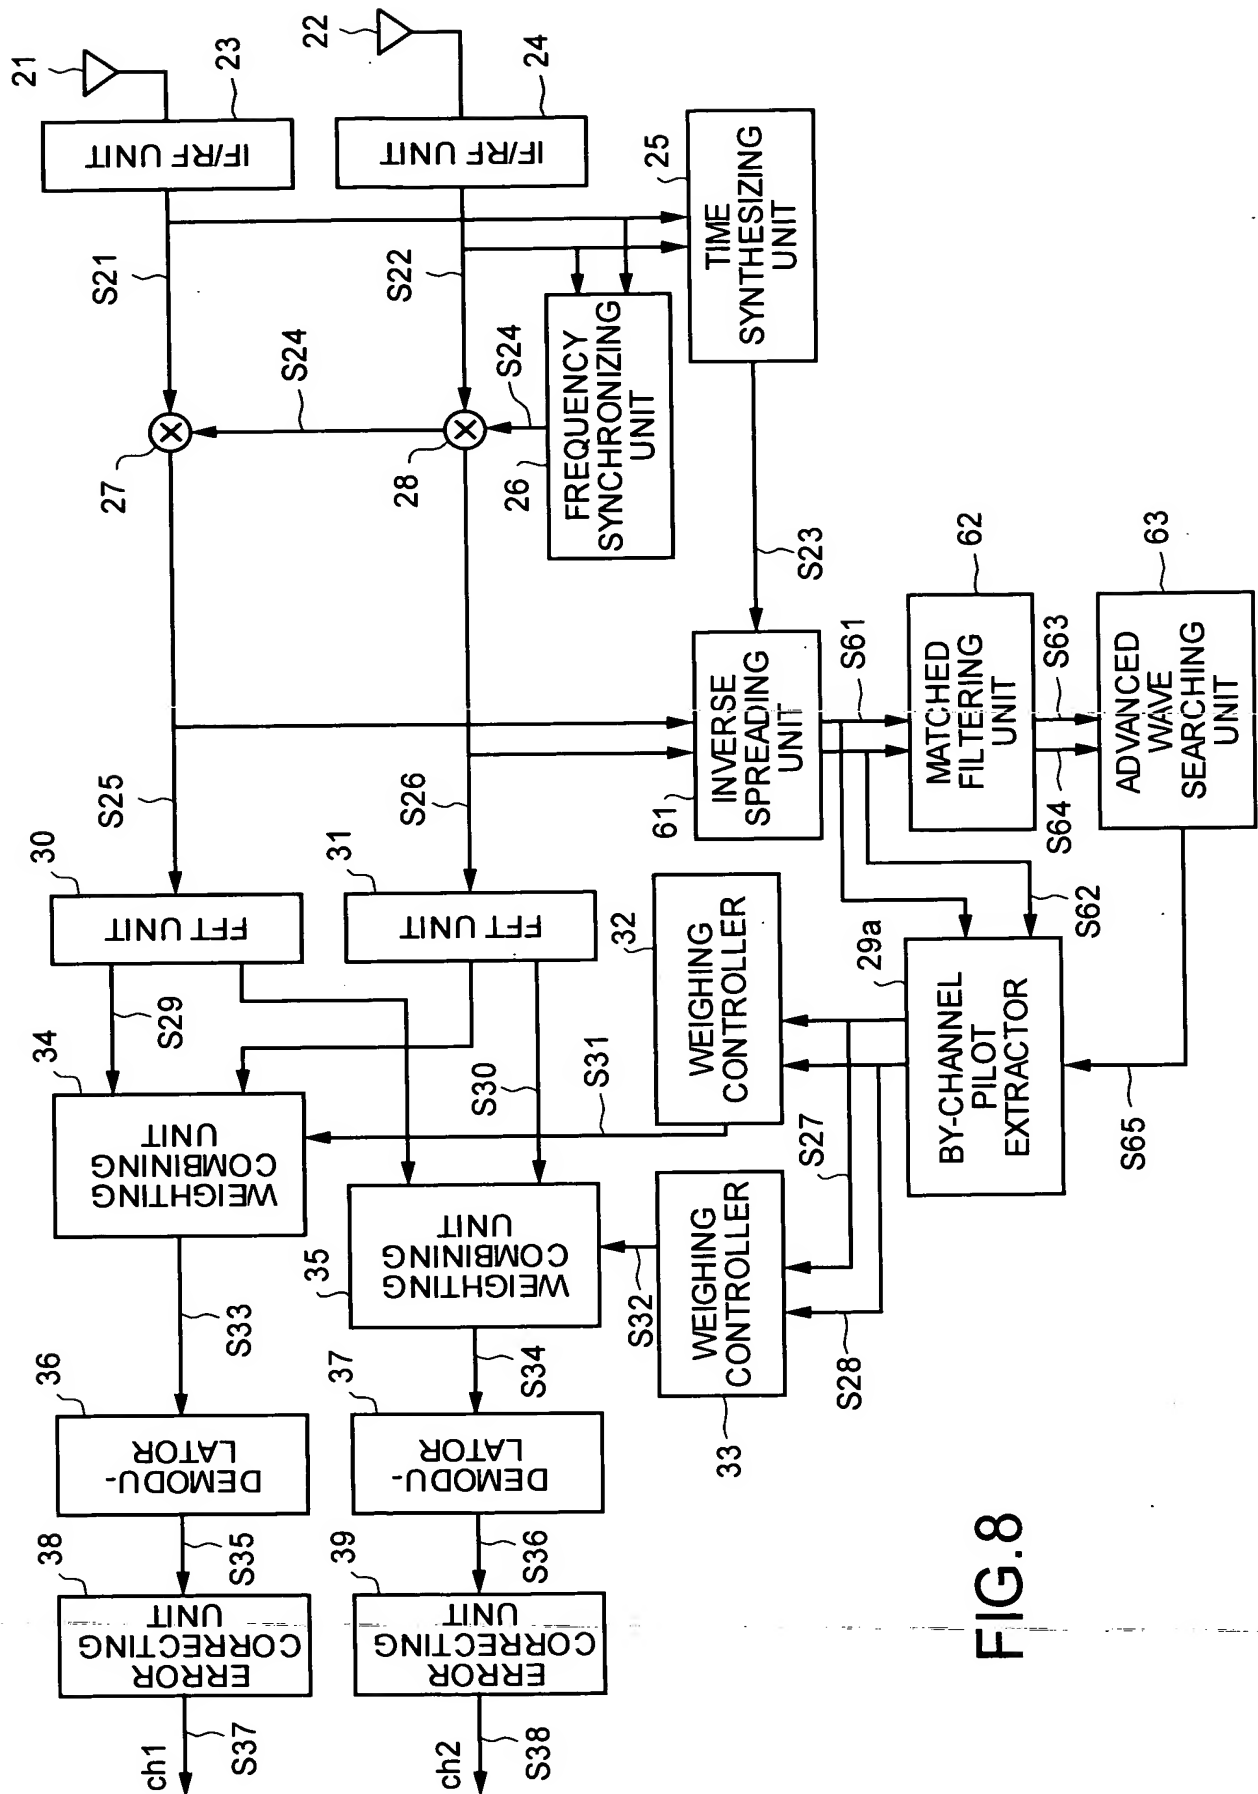 21
22
23
24
IF/RF UNIT
IF/RF UNIT
25
TIME
SYNTHESIZING
UNIT
S21
S22
S24
S24
27
28
26
FREQUENCY
SYNCHRONIZING
UNIT
S23
S25
S26
61
INVERSE
SPREADING
UNIT
S61
62
MATCHED
FILTERING
UNIT
S63
S64
63
ADVANCED
WAVE
SEARCHING
UNIT
30
FFT UNIT
31
FFT UNIT
S62
S29
S30
32
WEIGHING
CONTROLLER
29a
BY-CHANNEL
PILOT
EXTRACTOR
S65
34
WEIGHTING
COMBINING
UNIT
S31
S27
35
WEIGHTING
COMBINING
UNIT
S32
WEIGHING
CONTROLLER
33
S28
S33
S34
36
DEMODU-
LATOR
37
DEMODU-
LATOR
S35
S36
38
ERROR
CORRECTING
UNIT
39
ERROR
CORRECTING
UNIT
ch1
S37
ch2
S38
FIG.8